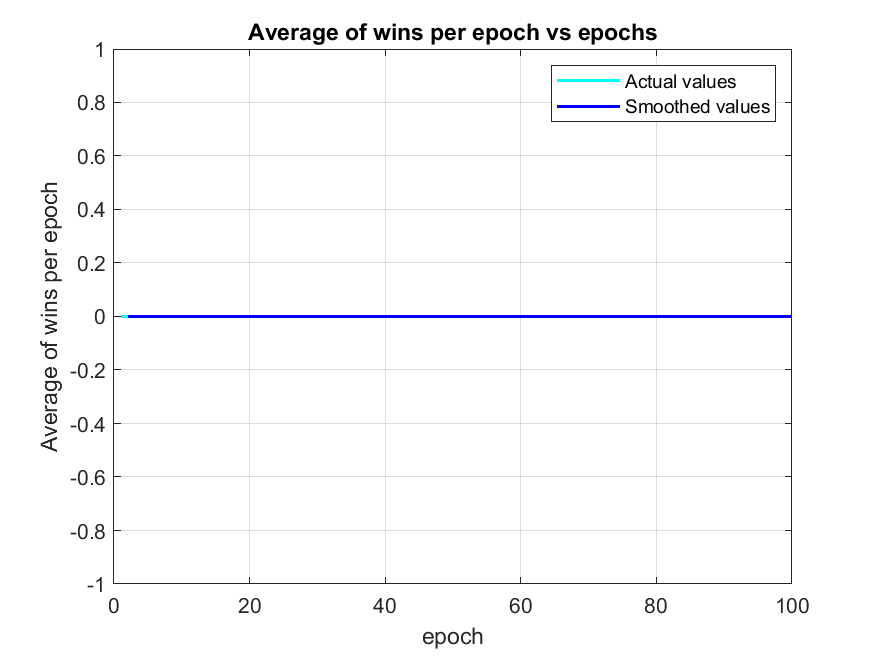 Average of wins per epoch vs epochs
Actual values
Smoothed values
Average of wins per epoch
1
0.8
0.6
0.4
0.2
0
-0.2
-0.4
-0.6
-0.8
-1
0 20 40 60 80 100
epoch